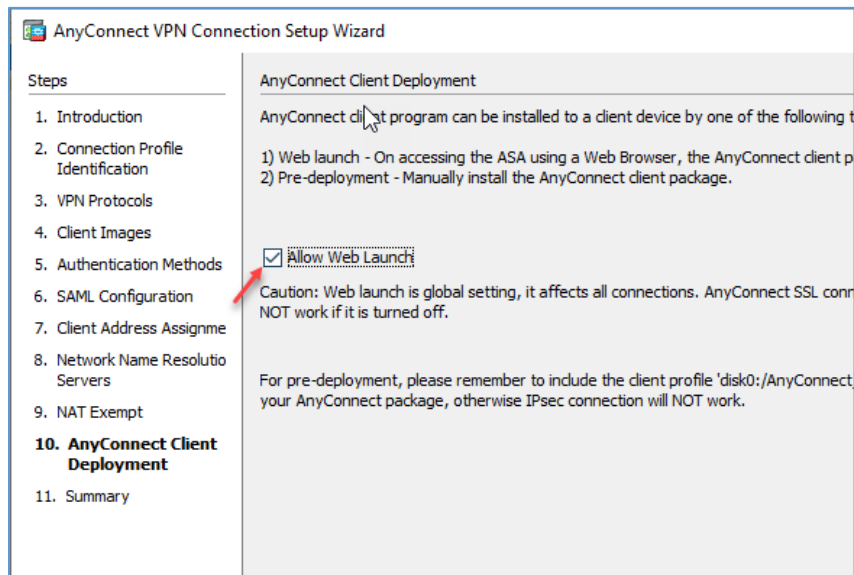 AnyConnect VPN Connection Setup Wizard
Steps
1. Introduction
2. Connection Profile
Identification
3. VPN Protocols
4. Client Images
5. Authentication Methods
6. SAML Configuration
7. Client Address Assignme
8. Network Name Resolutio
Servers
9. NAT Exempt
10. AnyConnect Client
Deployment
11. Summary
AnyConnect Client Deployment
AnyConnect client program can be installed to a client device by one of the following t
1) Web launch - On accessing the ASA using a Web Browser, the AnyConnect client p
2) Pre-deployment - Manually install the AnyConnect client package.
Allow Web Launch
Caution: Web launch is global setting, it affects all connections. AnyConnect SSL conn
NOT work if it is turned off.
For pre-deployment, please remember to include the client profile 'disk0:/AnyConnect_
your AnyConnect package, otherwise IPsec connection will NOT work.